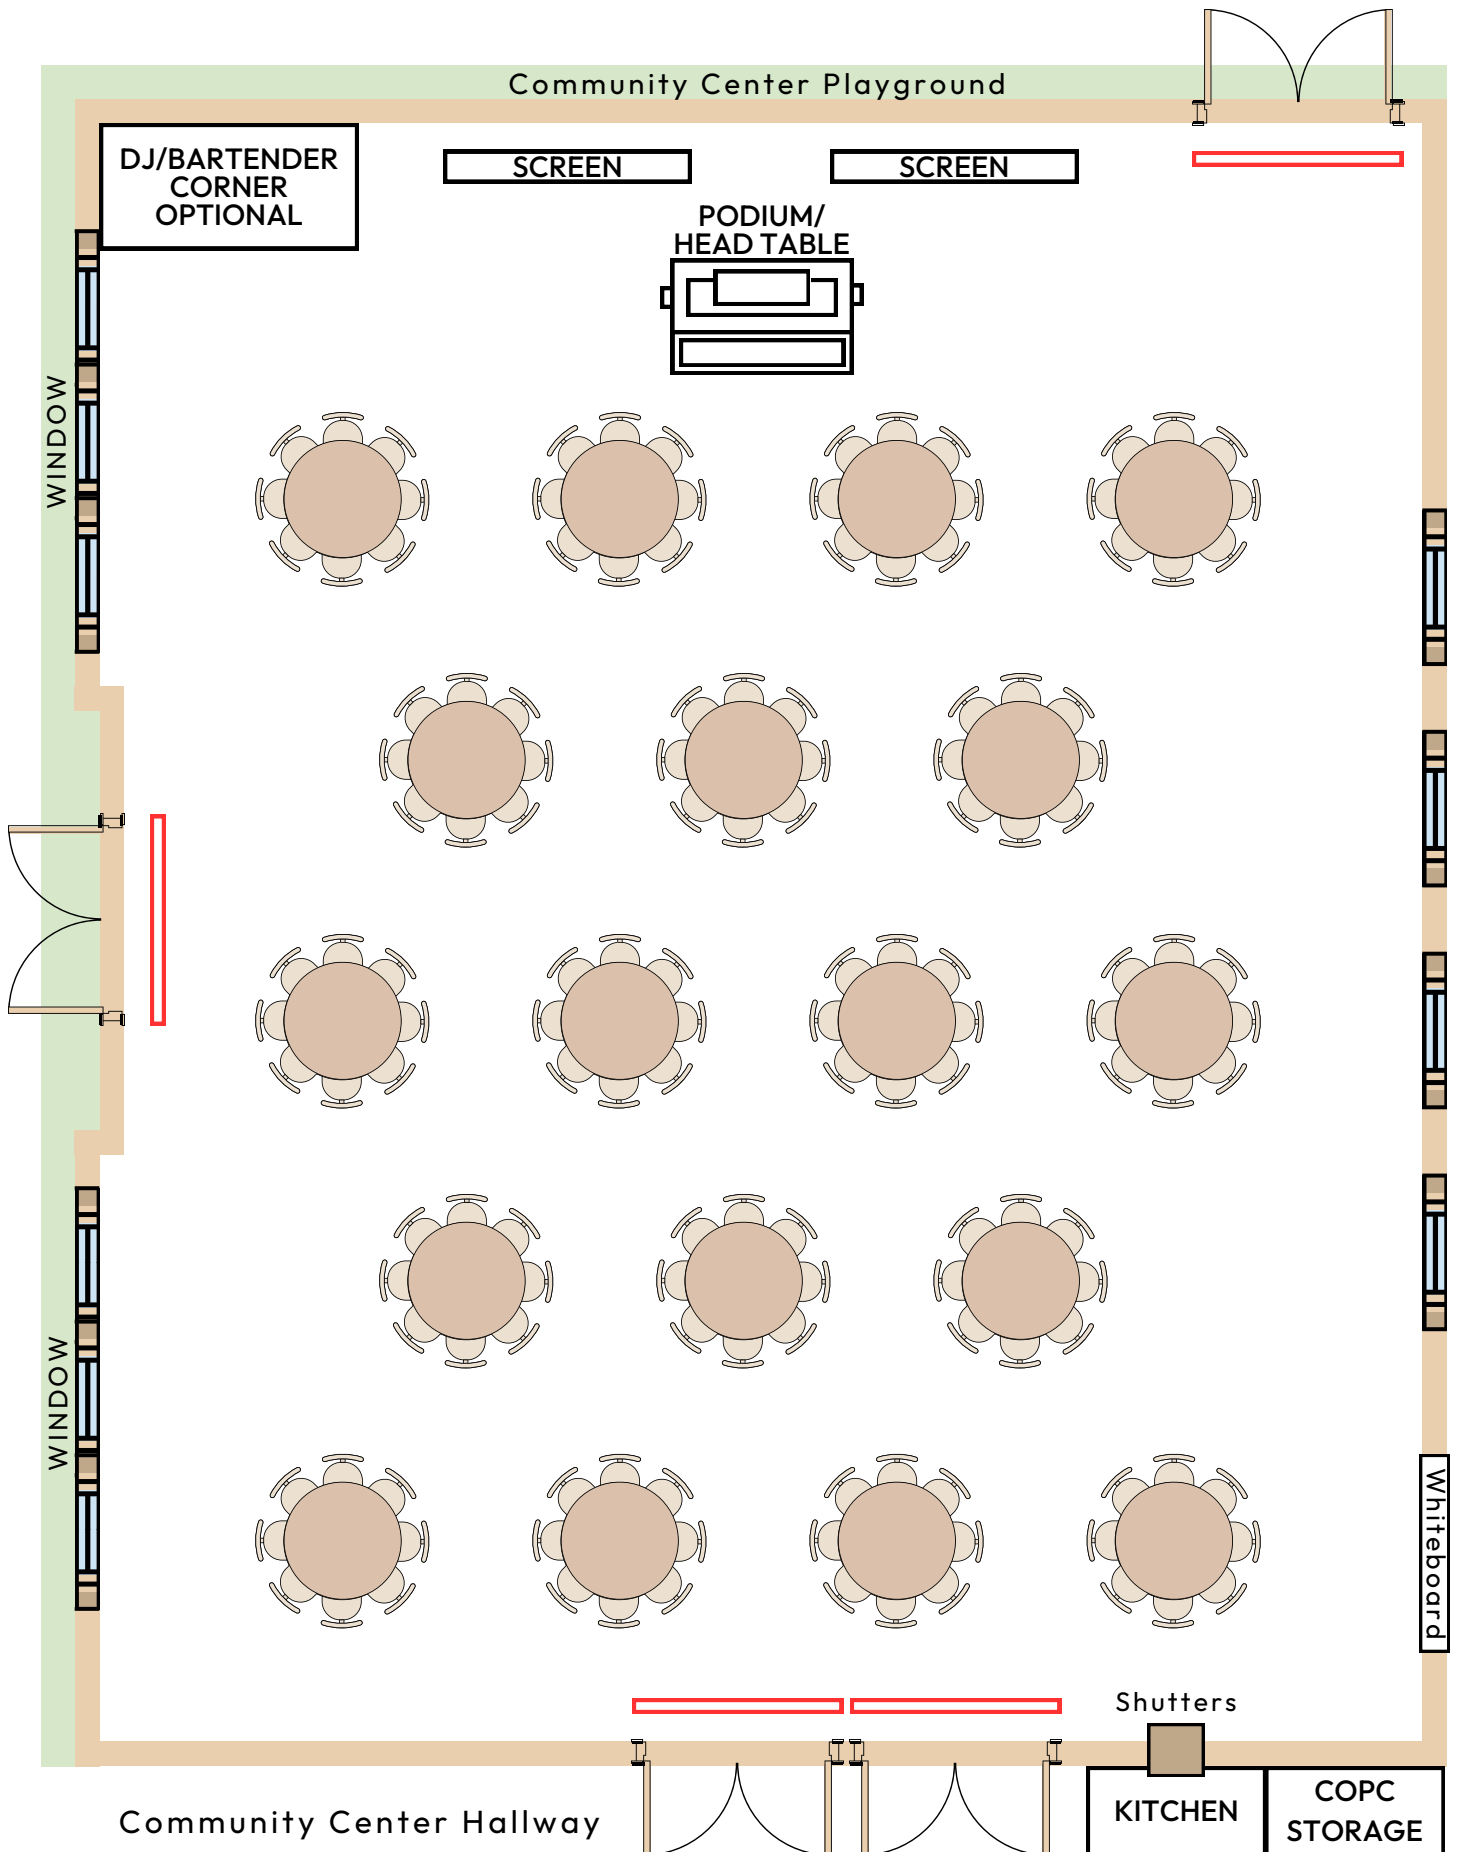 Community Center Playground
DJ/BARTENDER
CORNER
OPTIONAL
SCREEN
SCREEN
PODIUM/
HEAD TABLE
WINDOW
WINDOW
Whiteboard
Shutters
Community Center Hallway
KITCHEN
COPC
STORAGE